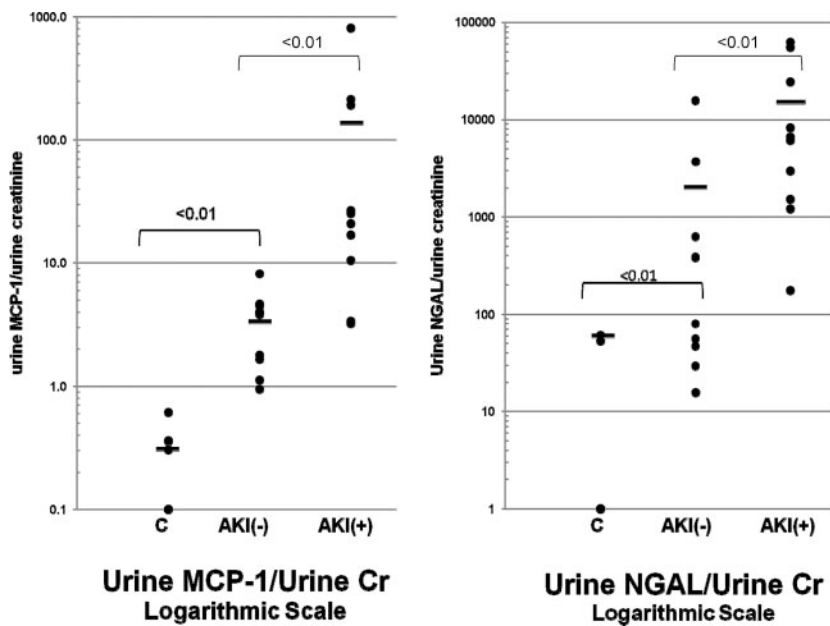 1000.0
<0.01
100.0
<0.01
10.0
1.0
0.1
urine MCP-1/urine creatinine
C AKI(-) AKI(+)
Urine MCP-1/Urine Cr
Logarithmic Scale
100000
<0.01
10000
1000
<0.01
100
10
1
Urine NGAL/urine creatinine
C AKI(-) AKI(+)
Urine NGAL/Urine Cr
Logarithmic Scale